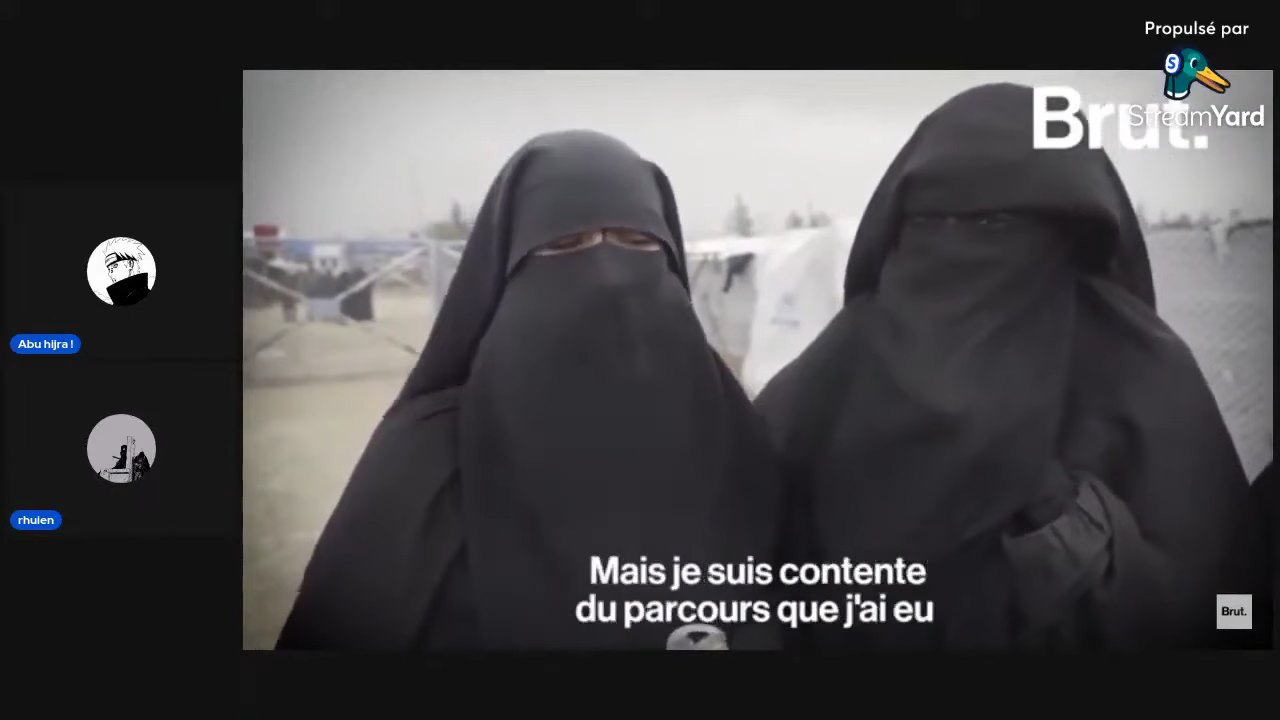 Propulsé par
S
StreamYard
Brut.
Abu hijra !
rhuien
Mais je suis contente
du parcours que j'ai eu
Brut.